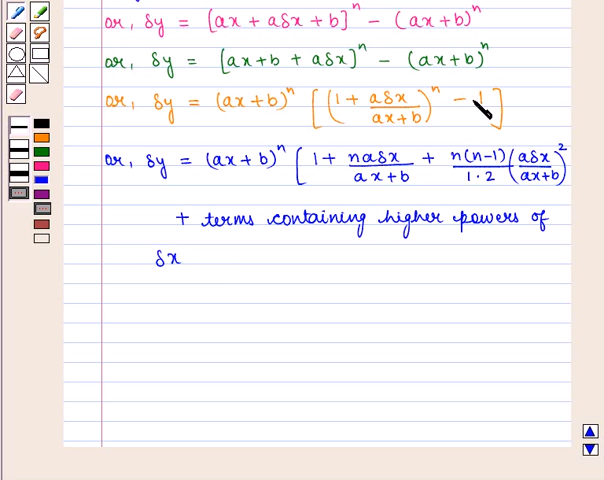 or, δy = [ax + aδx + b]ⁿ − (ax + b)ⁿ
or, δy = [ax+b + aδx]ⁿ − (ax+b)ⁿ
or, δy = (ax+b)ⁿ [(1 + aδx/(ax+b))ⁿ − 1]
or, δy = (ax+b)ⁿ [1 + naδx/(ax+b) + n(n−1)/(1·2) (aδx/(ax+b))²
+ terms containing higher powers of
δx